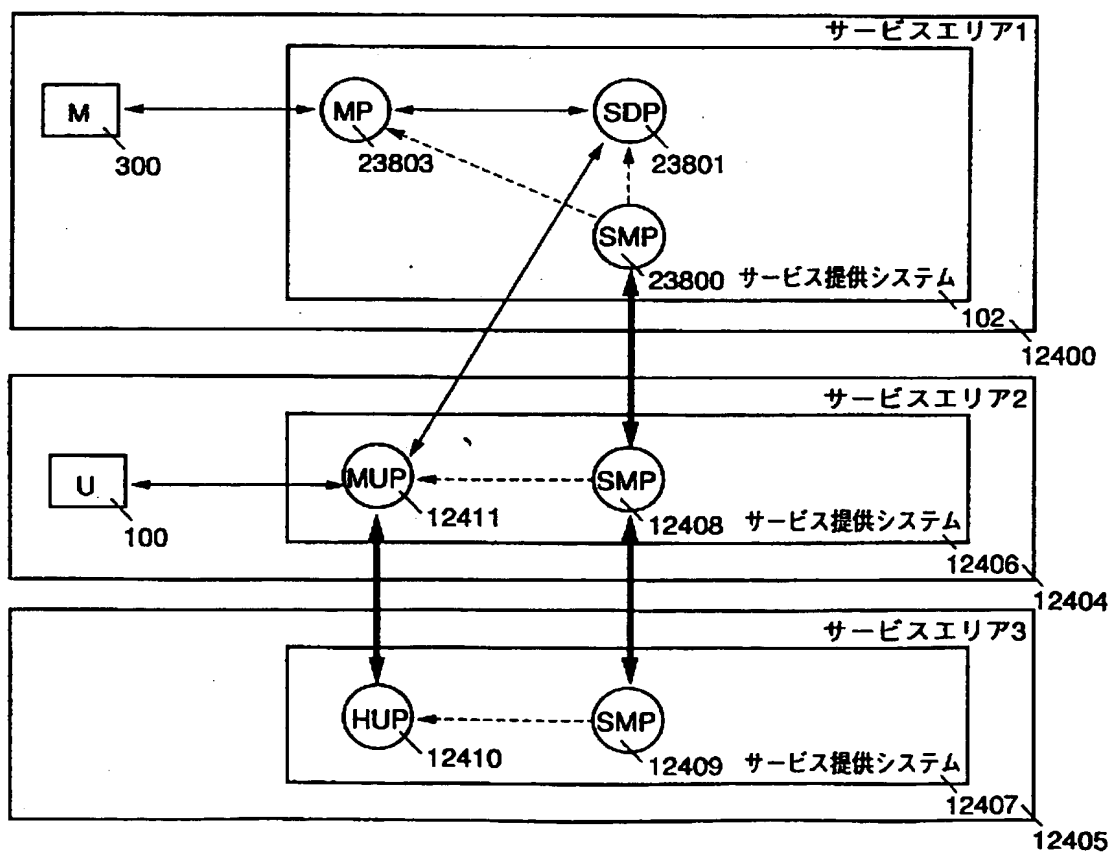 サービスエリア1
M
300
MP
23803
SDP
23801
SMP
23800
サービス提供システム
102
12400
サービスエリア2
U
100
MUP
12411
SMP
12408
サービス提供システム
12406
12404
サービスエリア3
HUP
12410
SMP
12409
サービス提供システム
12407
12405